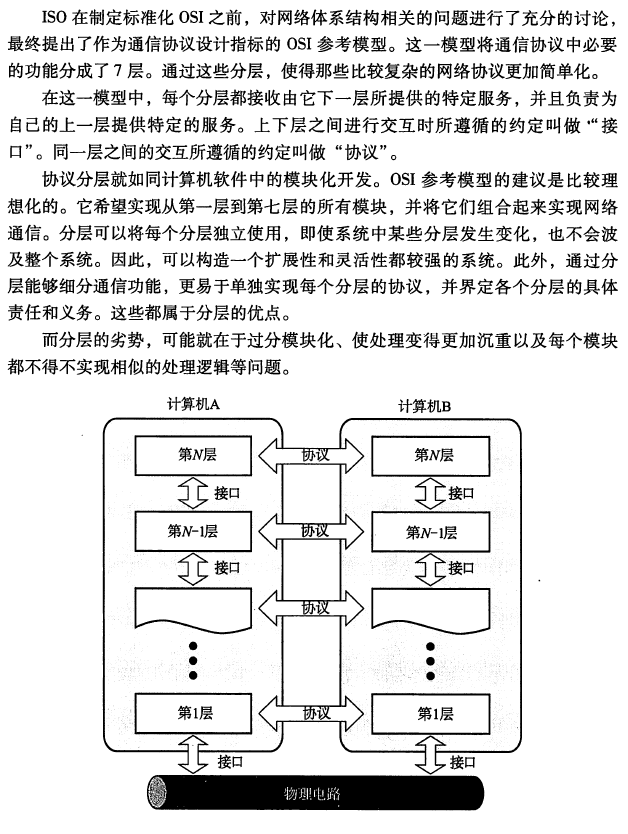 ISO 在制定标准化 OSI 之前，对网络体系结构相关的问题进行了充分的讨论，
最终提出了作为通信协议设计指标的 OSI 参考模型。这一模型将通信协议中必要
的功能分成了 7 层。通过这些分层，使得那些比较复杂的网络协议更加简单化。
在这一模型中，每个分层都接收由它下一层所提供的特定服务，并且负责为
自己的上一层提供特定的服务。上下层之间进行交互时所遵循的约定叫做“接
口”。同一层之间的交互所遵循的约定叫做“协议”。
协议分层就如同计算机软件中的模块化开发。OSI 参考模型的建议是比较理
想化的。它希望实现从第一层到第七层的所有模块，并将它们组合起来实现网络
通信。分层可以将每个分层独立使用，即使系统中某些分层发生变化，也不会波
及整个系统。因此，可以构造一个扩展性和灵活性都较强的系统。此外，通过分
层能够细分通信功能，更易于单独实现每个分层的协议，并界定各个分层的具体
责任和义务。这些都属于分层的优点。
而分层的劣势，可能就在于过分模块化、使处理变得更加沉重以及每个模块
都不得不实现相似的处理逻辑等问题。
计算机A
计算机B
第N层
协议
第N层
接口
接口
第N-1层
协议
第N-1层
接口
接口
协议
第1层
协议
第1层
接口
接口
物理电路